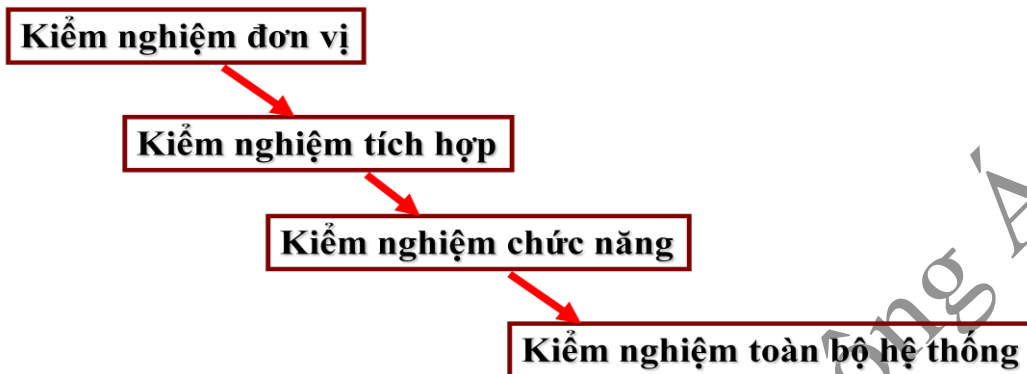 Kiểm nghiệm đơn vị
Kiểm nghiệm tích hợp
Kiểm nghiệm chức năng
Kiểm nghiệm toàn bộ hệ thống